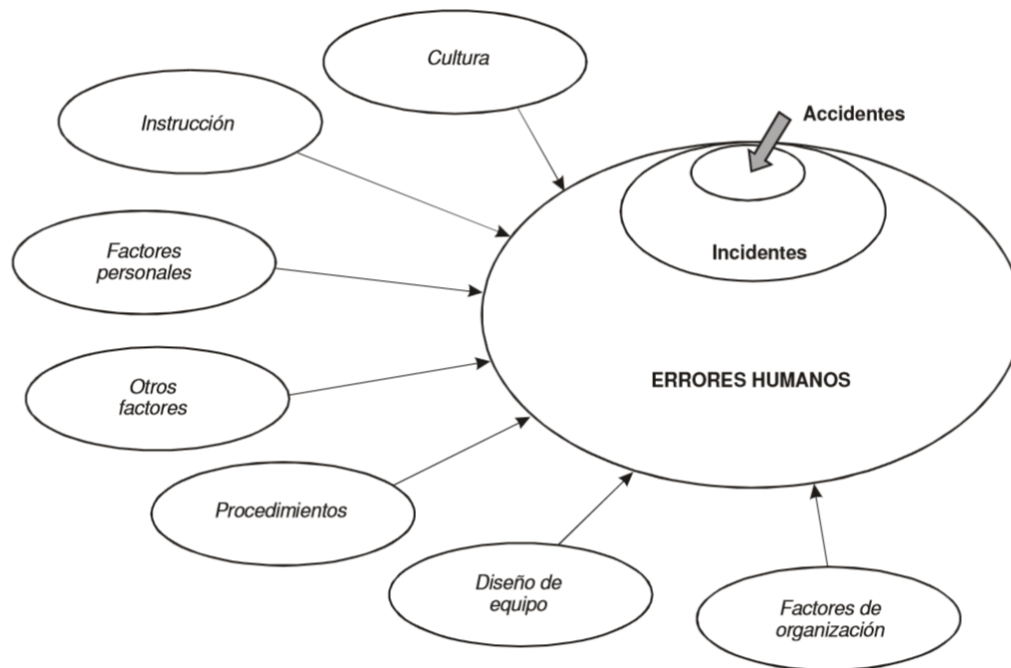 Cultura
Instrucción
Accidentes
Factores
personales
Incidentes
Otros
factores
ERRORES HUMANOS
Procedimientos
Diseño de
equipo
Factores de
organización